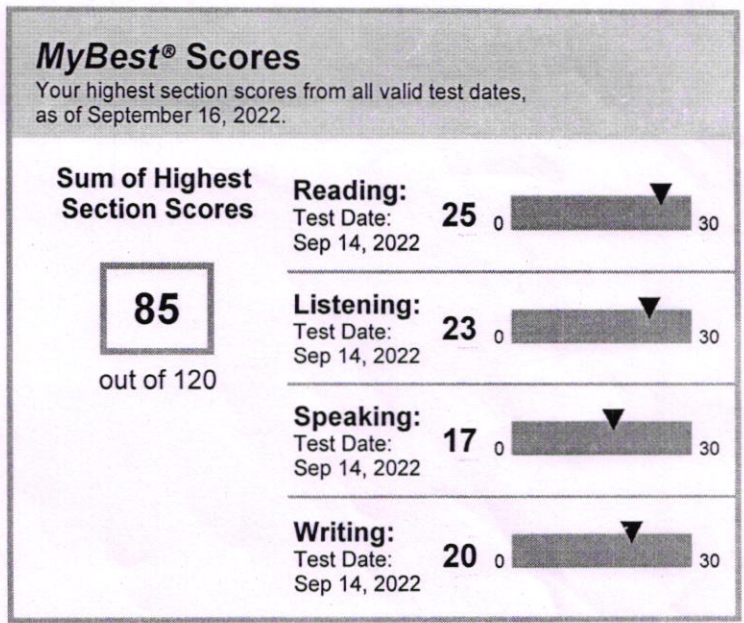 MyBest® Scores
Your highest section scores from all valid test dates,
as of September 16, 2022.
Sum of Highest
Section Scores
85
out of 120
Reading:
Test Date:
Sep 14, 2022
25
0
30
Listening:
Test Date:
Sep 14, 2022
23
0
30
Speaking:
Test Date:
Sep 14, 2022
17
0
30
Writing:
Test Date:
Sep 14, 2022
20
0
30